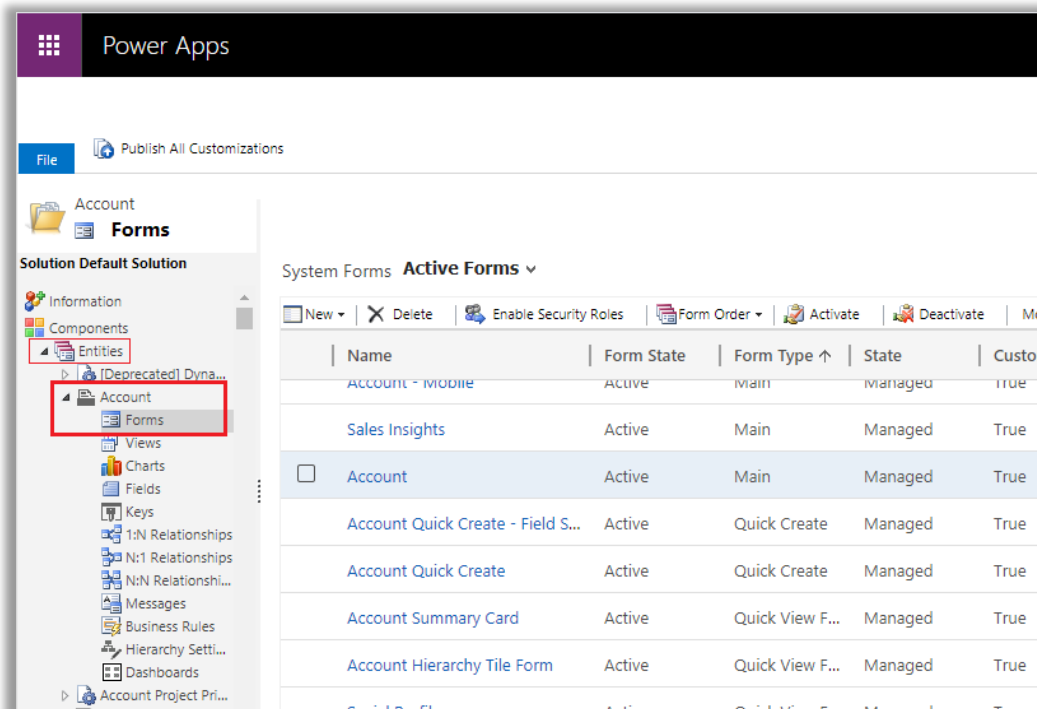 Power Apps
File Publish All Customizations
Account
Forms
Solution Default Solution
System Forms Active Forms
Information
Components
Entities
[Deprecated] Dyna...
Account
Forms
Views
Charts
Fields
Keys
1:N Relationships
N:1 Relationships
N:N Relationshi...
Messages
Business Rules
Hierarchy Setti...
Dashboards
Account Project Pri...
New Delete Enable Security Roles Form Order Activate Deactivate
Name Form State Form Type State Custo
Account - Mobile Active Main Managed True
Sales Insights Active Main Managed True
Account Active Main Managed True
Account Quick Create - Field S... Active Quick Create Managed True
Account Quick Create Active Quick Create Managed True
Account Summary Card Active Quick View F... Managed True
Account Hierarchy Tile Form Active Quick View F... Managed True